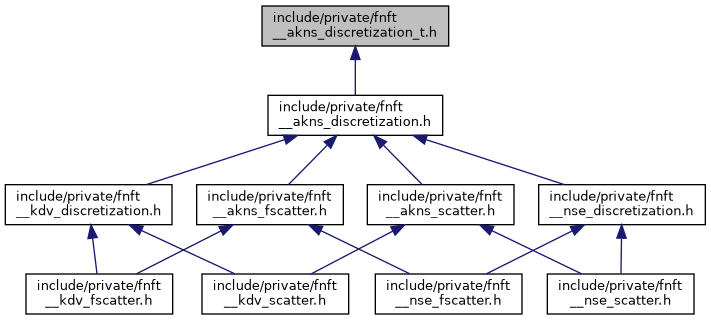 include/private/fnft
__akns_discretization_t.h
include/private/fnft
__akns_discretization.h
include/private/fnft
__kdv_discretization.h
include/private/fnft
__akns_fscatter.h
include/private/fnft
__akns_scatter.h
include/private/fnft
__nse_discretization.h
include/private/fnft
__kdv_fscatter.h
include/private/fnft
__kdv_scatter.h
include/private/fnft
__nse_fscatter.h
include/private/fnft
__nse_scatter.h